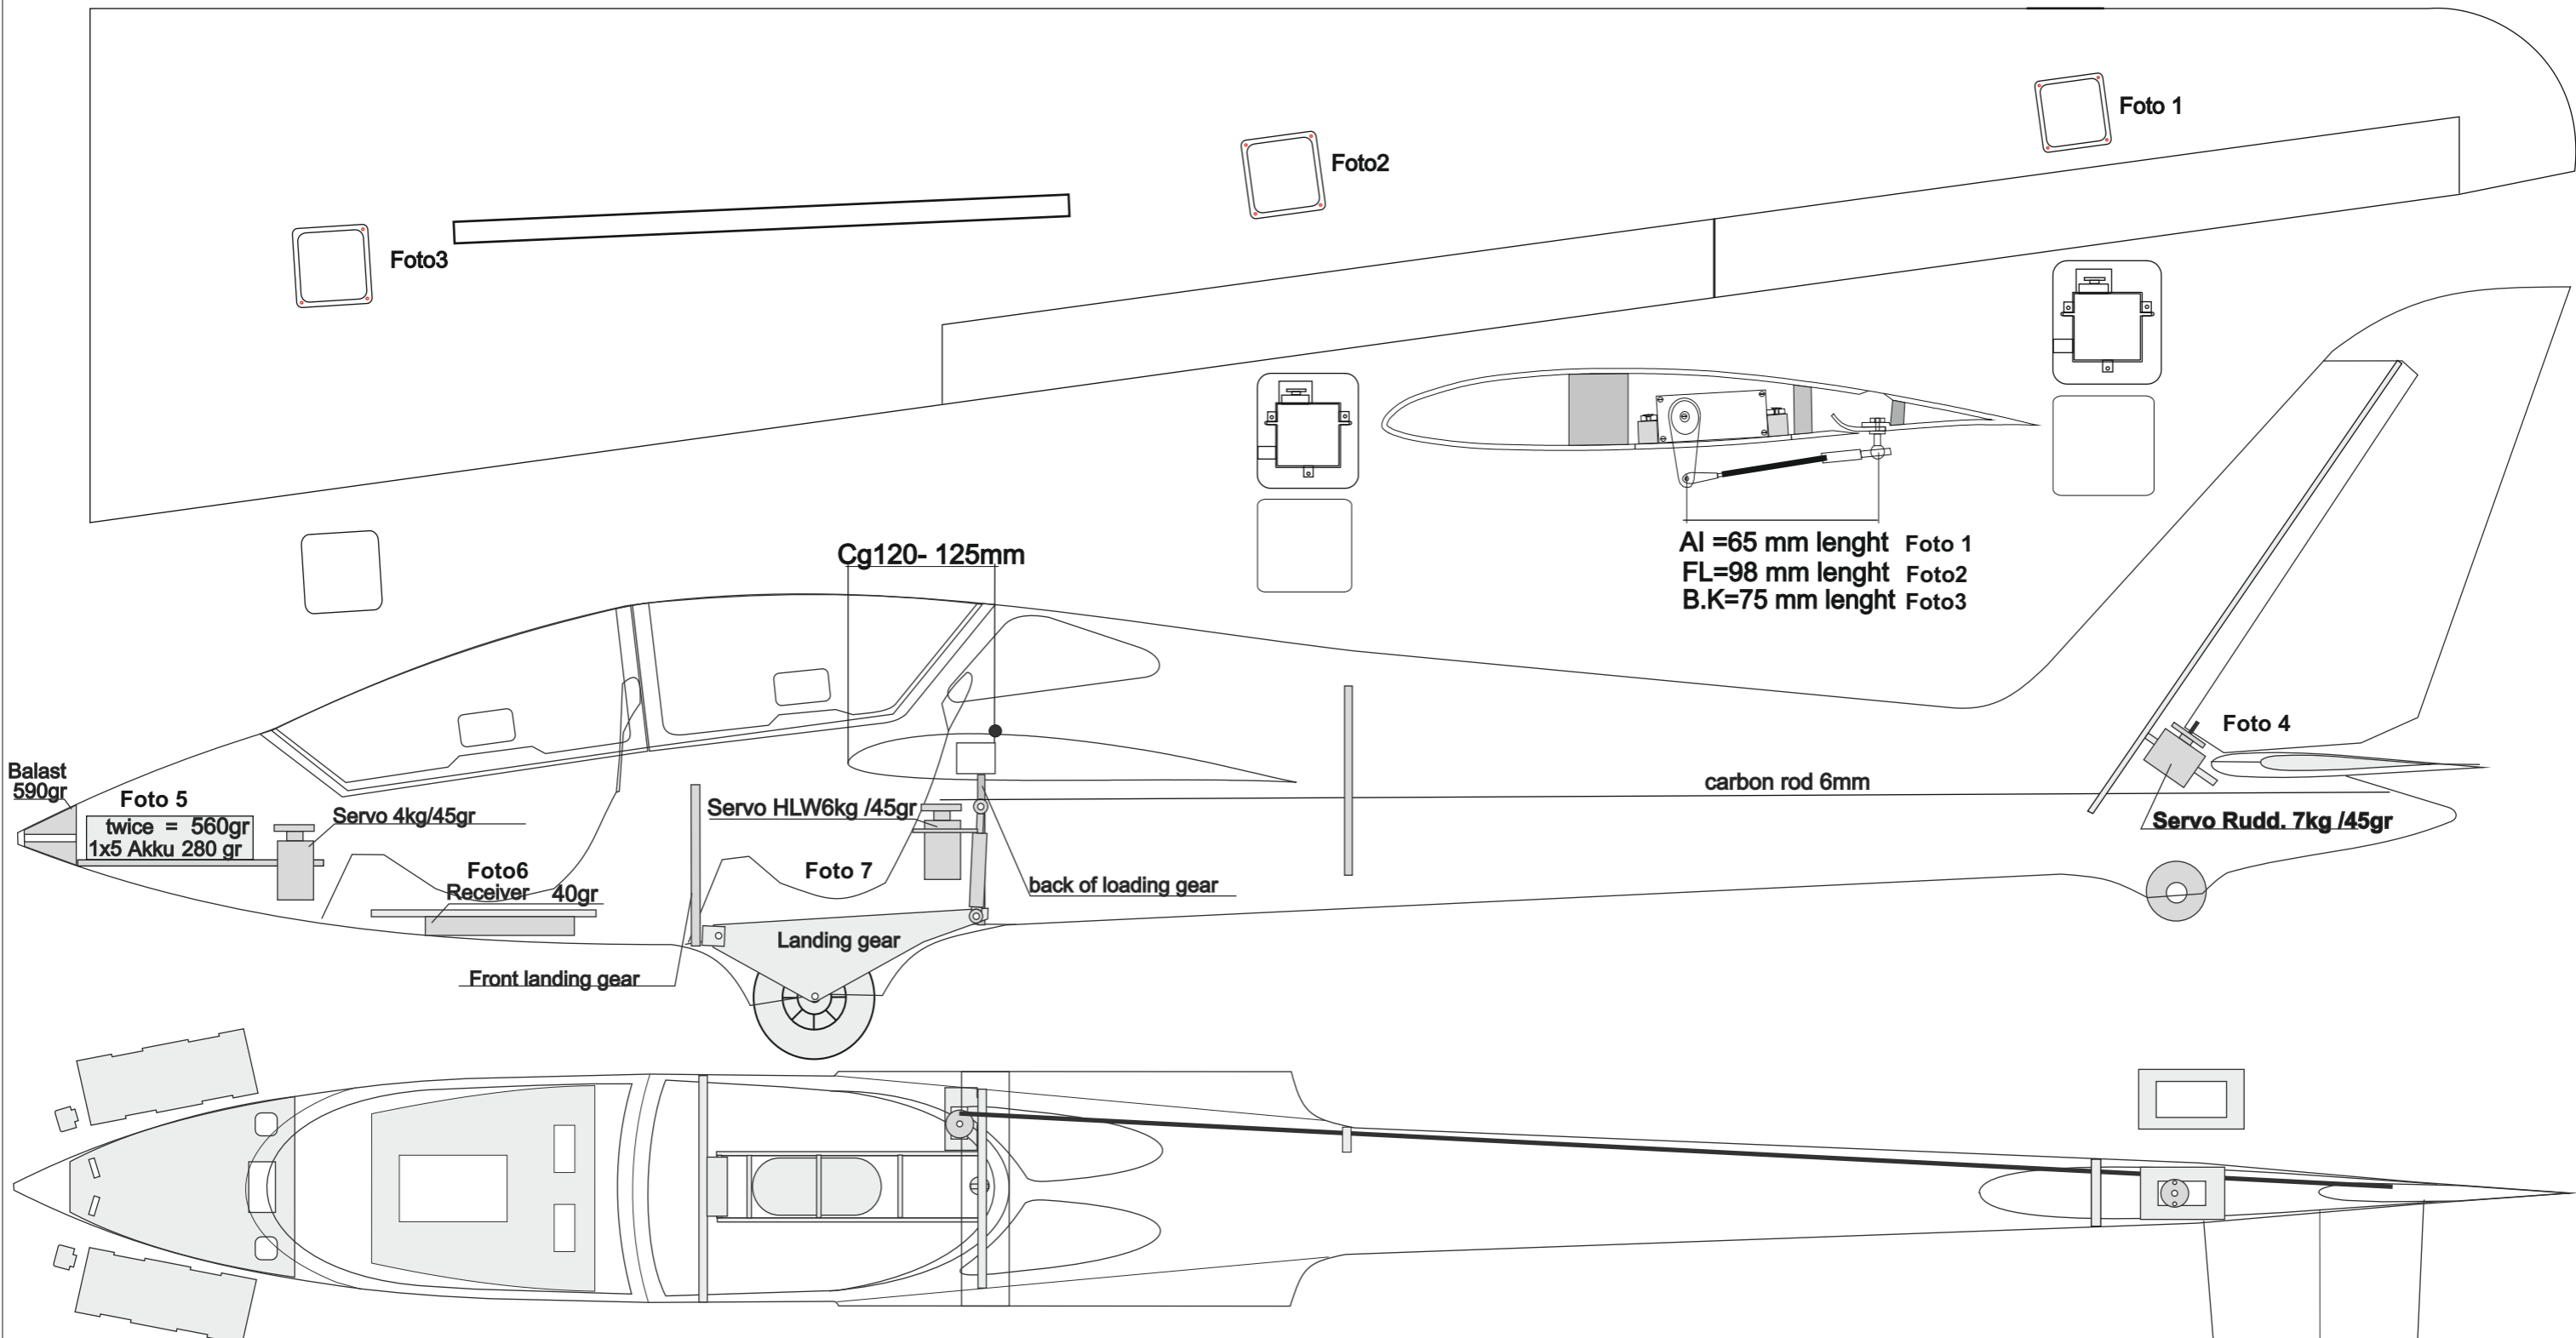 Foto 1
Foto2
Foto3
AI =65 mm lenght Foto 1
FL=98 mm lenght Foto2
B.K=75 mm lenght Foto3
Cg120- 125mm
Foto 4
Balast
590gr
Foto 5
twice = 560gr
1x5 Akku 280 gr
Servo 4kg/45gr
Servo HLW6kg /45gr
carbon rod 6mm
Servo Rudd. 7kg /45gr
Foto6
Receiver 40gr
Foto 7
back of loading gear
Landing gear
Front landing gear